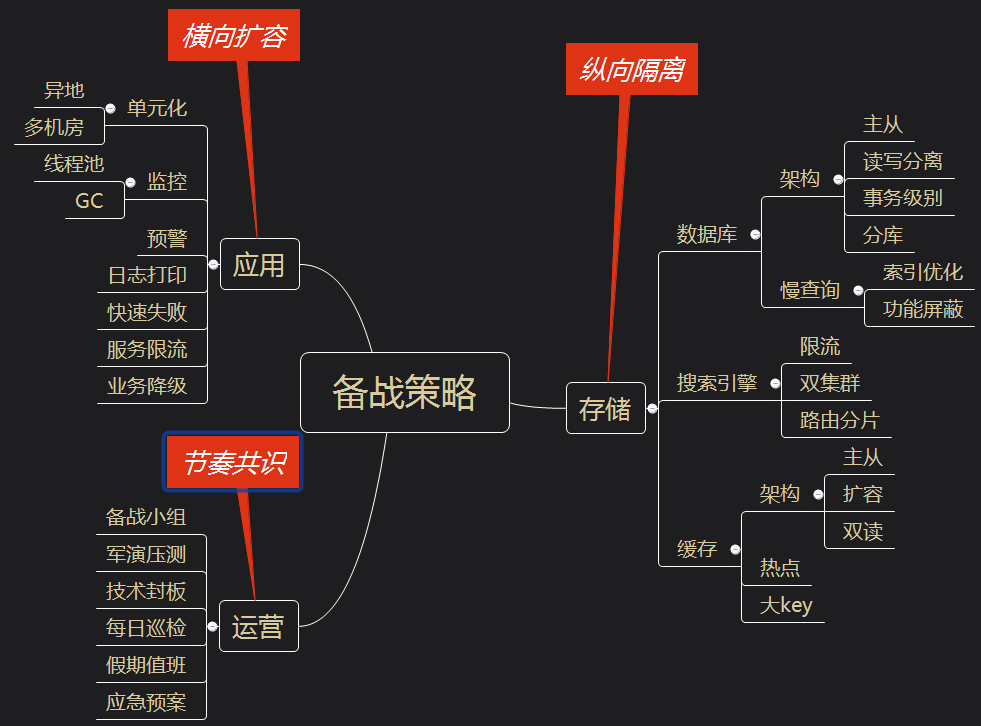 横向扩容
纵向隔离
异地
多机房
单元化
线程池
GC
监控
预警
日志打印
快速失败
服务限流
业务降级
应用
备战策略
节奏共识
备战小组
军演压测
技术封板
每日巡检
假期值班
应急预案
运营
存储
数据库
架构
主从
读写分离
事务级别
分库
慢查询
索引优化
功能屏蔽
搜索引擎
限流
双集群
路由分片
缓存
架构
主从
扩容
双读
热点
大key